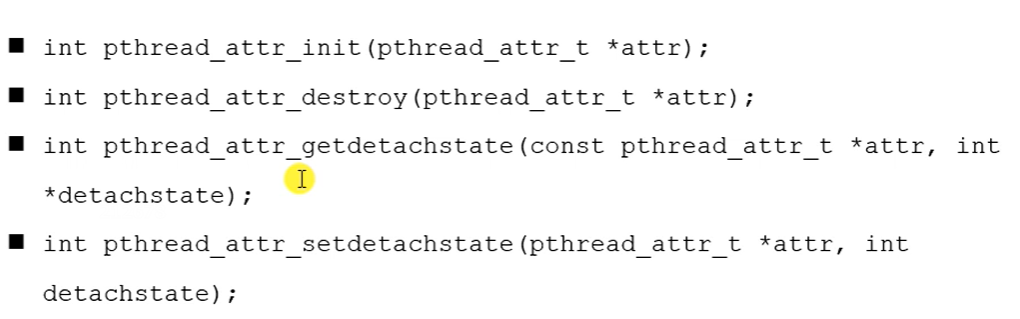 ■ int pthread_attr_init(pthread_attr_t *attr);
■ int pthread_attr_destroy(pthread_attr_t *attr);
■ int pthread_attr_getdetachstate(const pthread_attr_t *attr, int
*detachstate);
■ int pthread_attr_setdetachstate(pthread_attr_t *attr, int
detachstate);